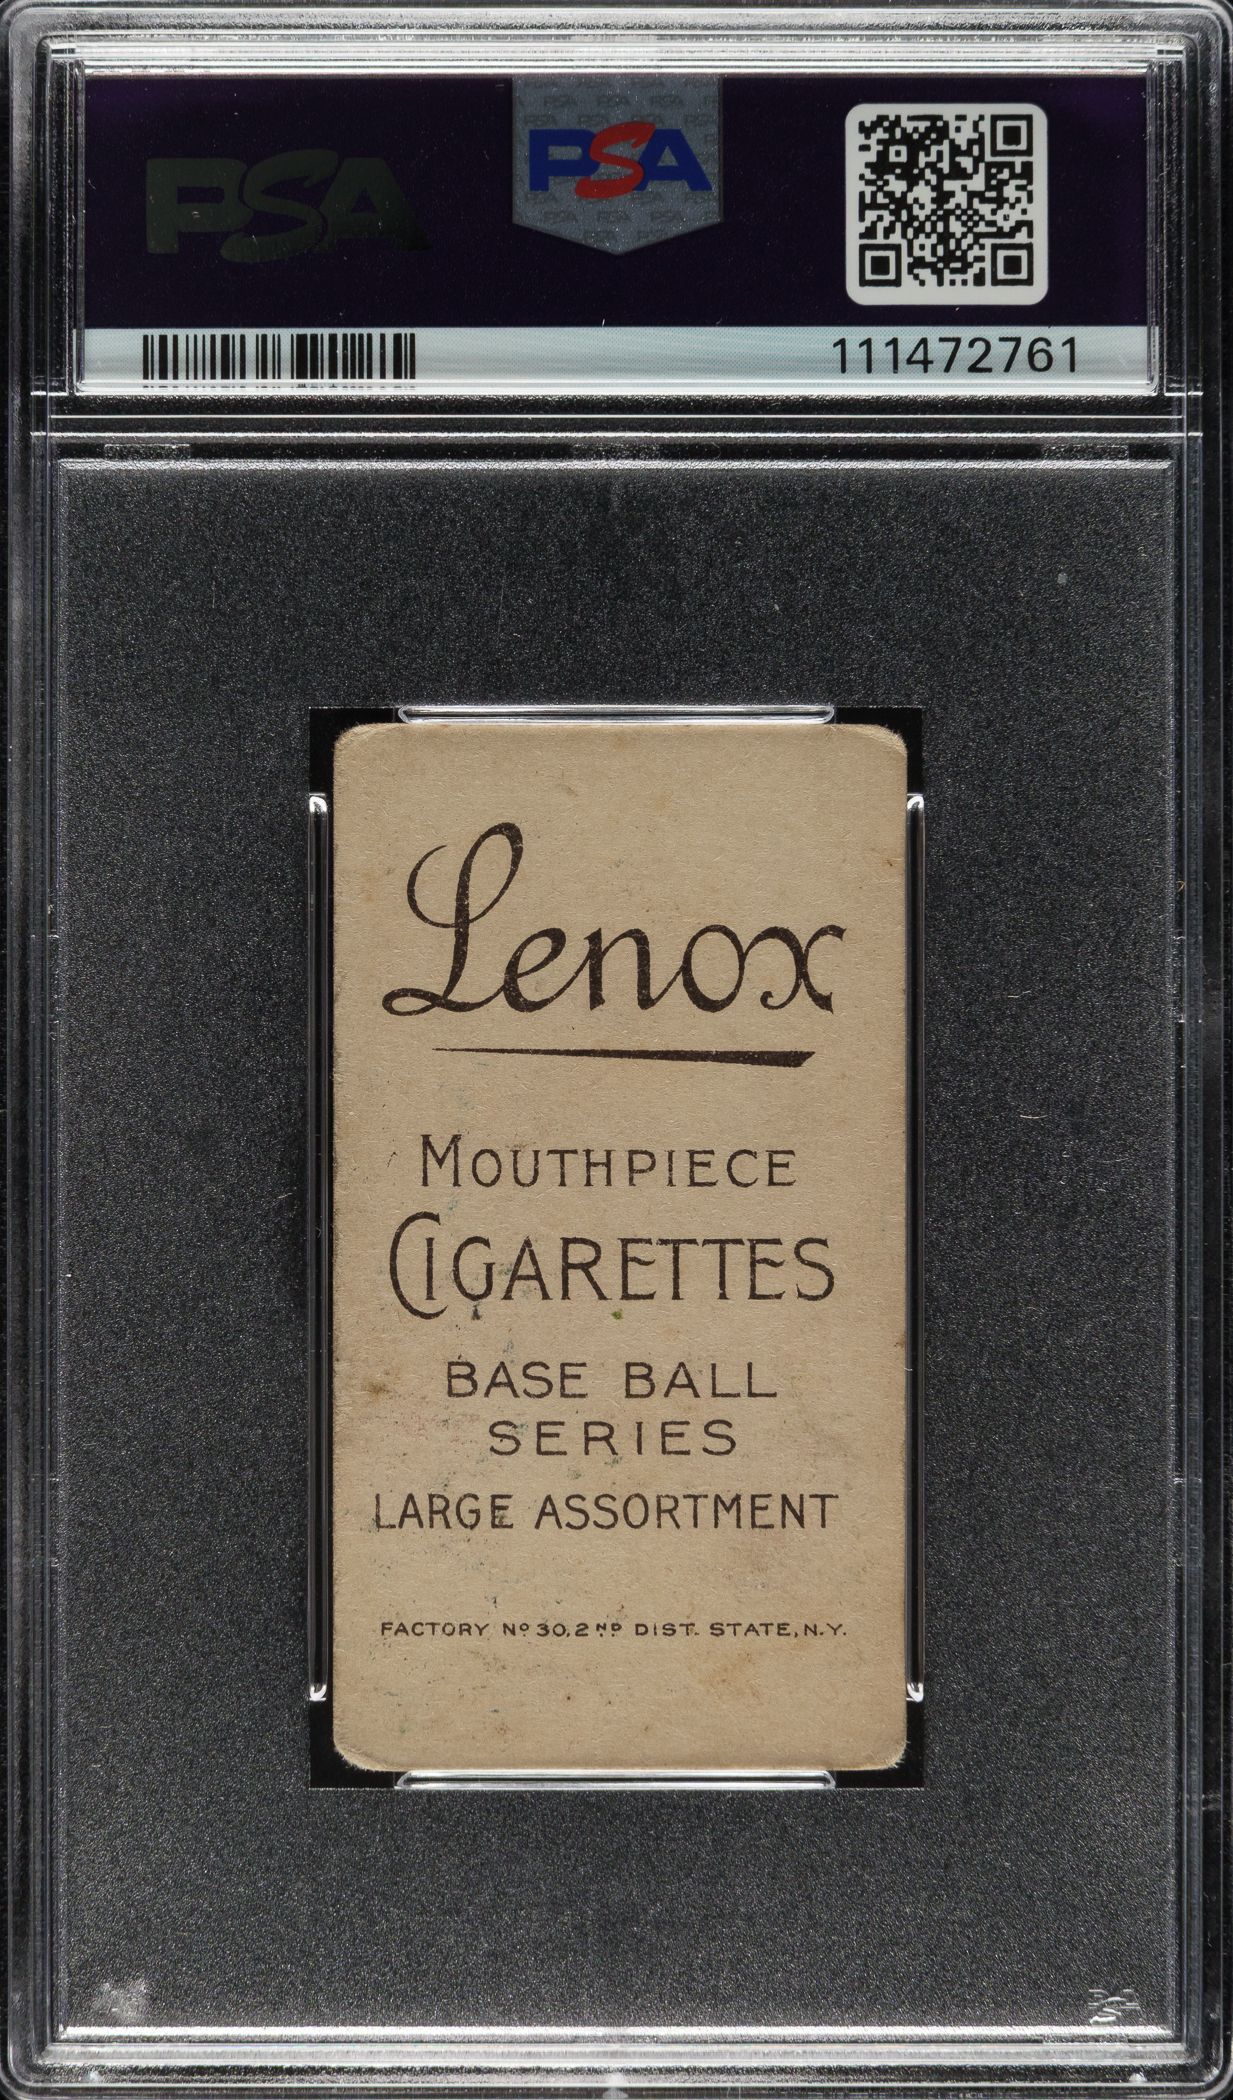 PSA
PSA
111472761
Lenox
MOUTHPIECE
CIGARETTES
BASE BALL
SERIES
LARGE ASSORTMENT
FACTORY Nº 30, 2ND DIST. STATE, N.Y.